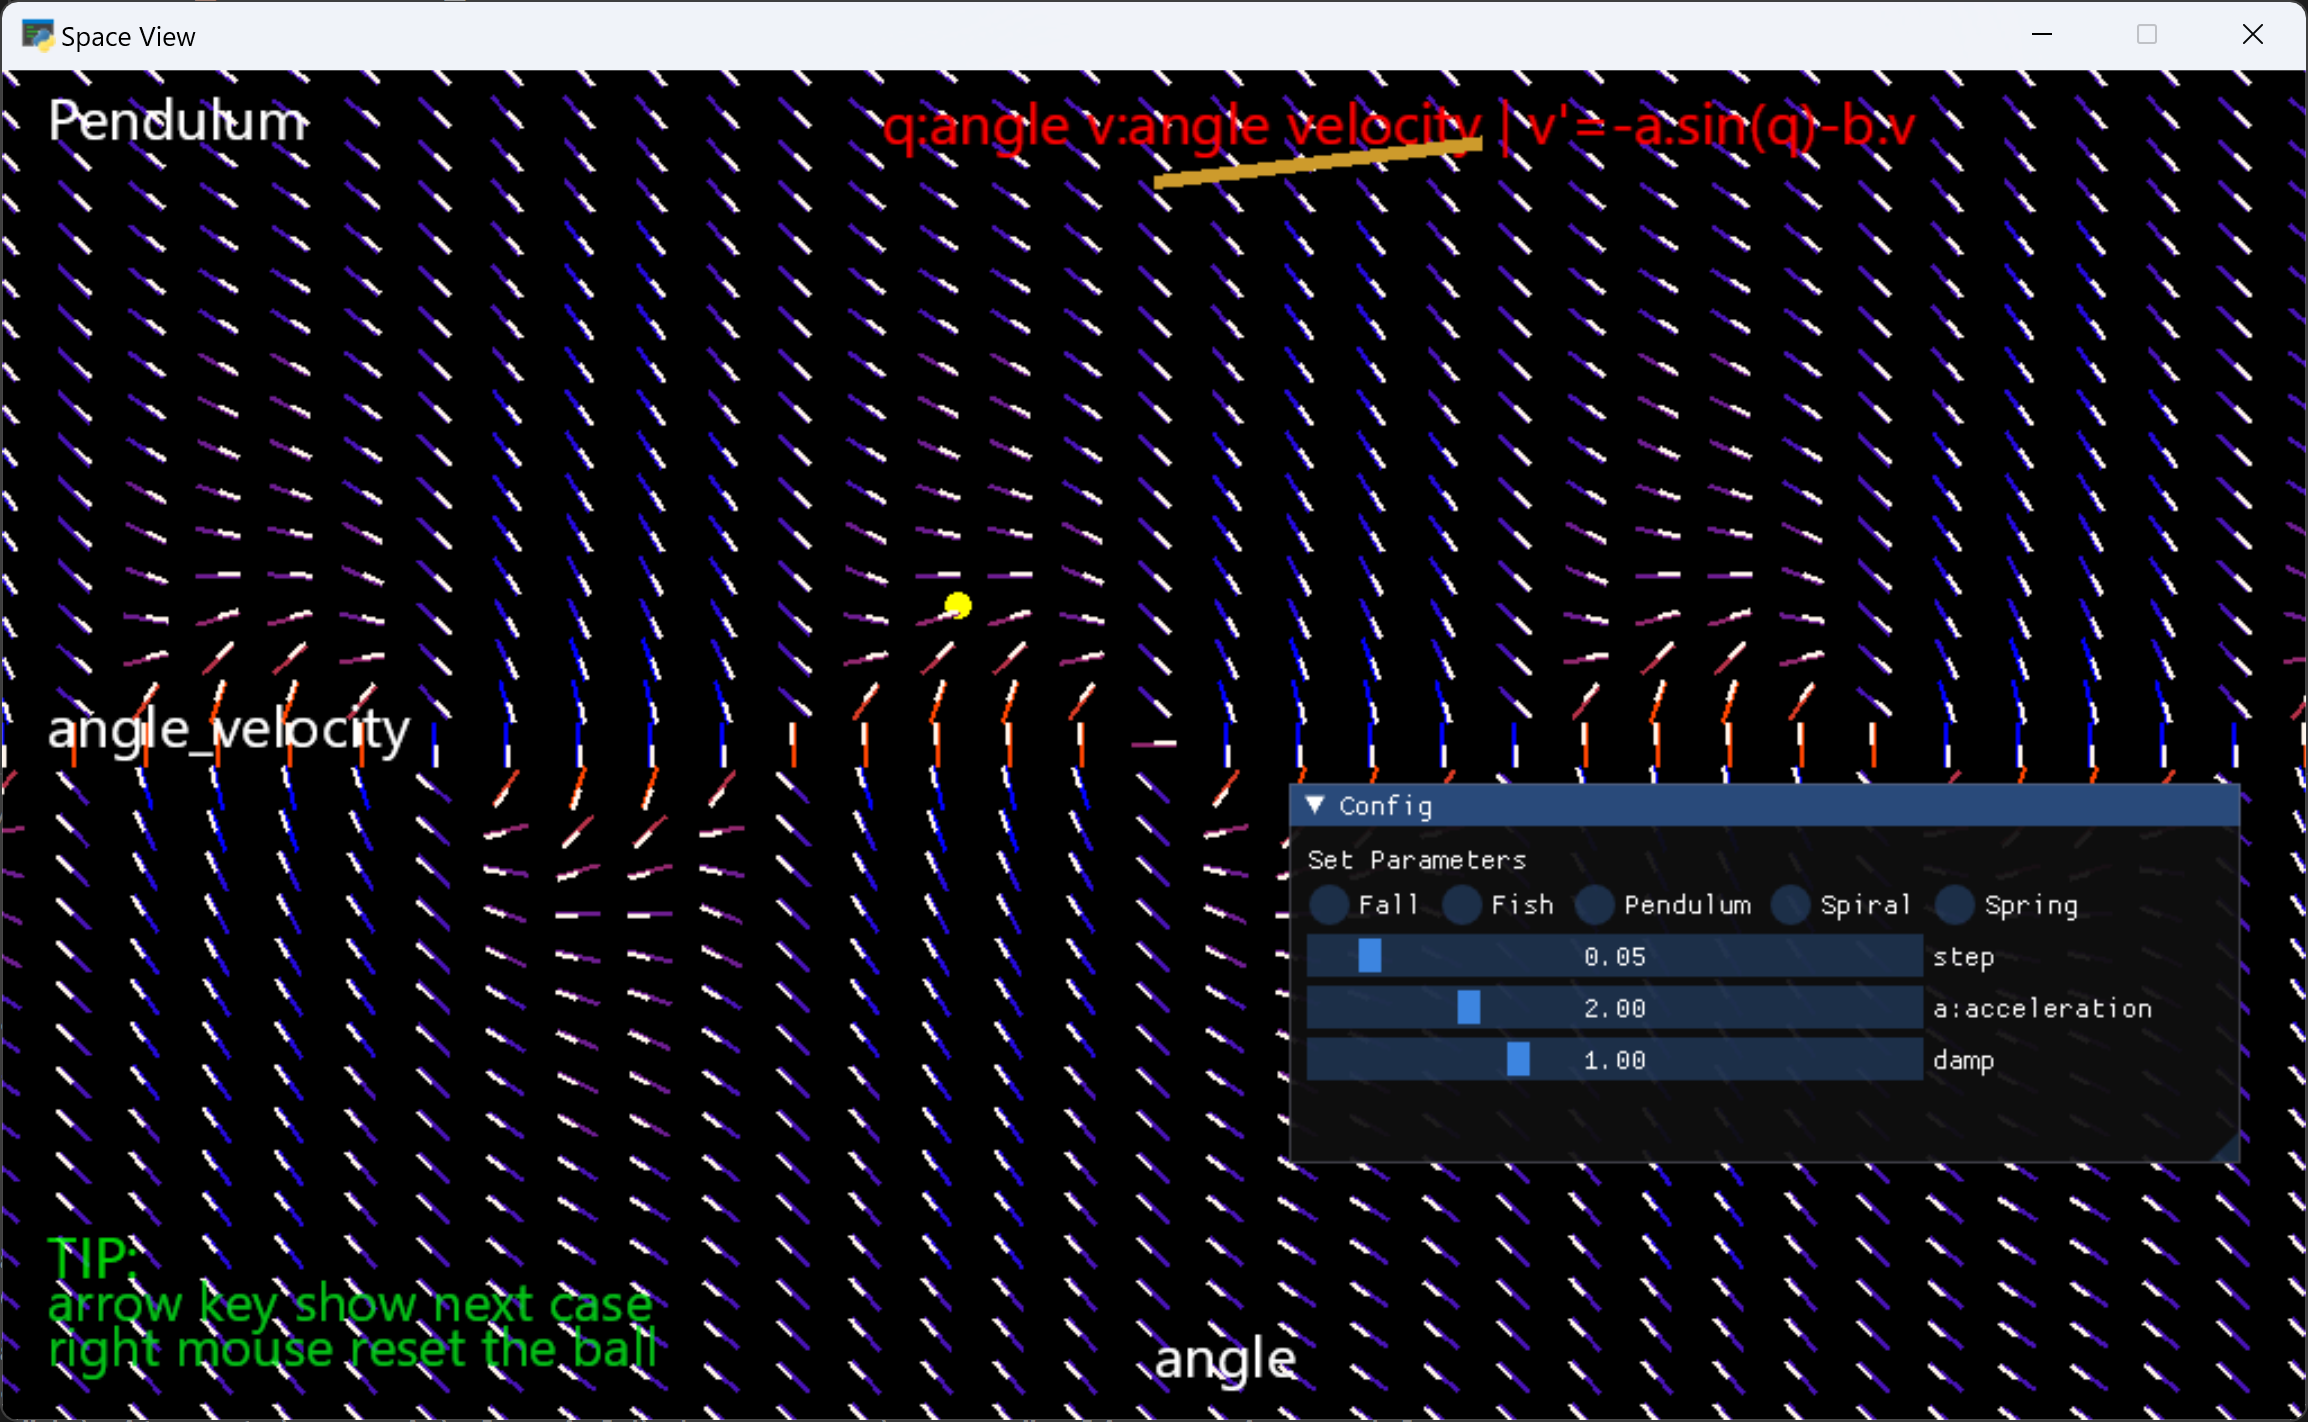 Space View
Pendulum
q:angle v:angle velocity | v'=-a.sin(q)-b.v
angle_velocity
Config
Set Parameters
Fall Fish Pendulum Spiral Spring
0.05 step
2.00 a:acceleration
1.00 damp
TIP:
arrow key show next case
right mouse reset the ball
angle